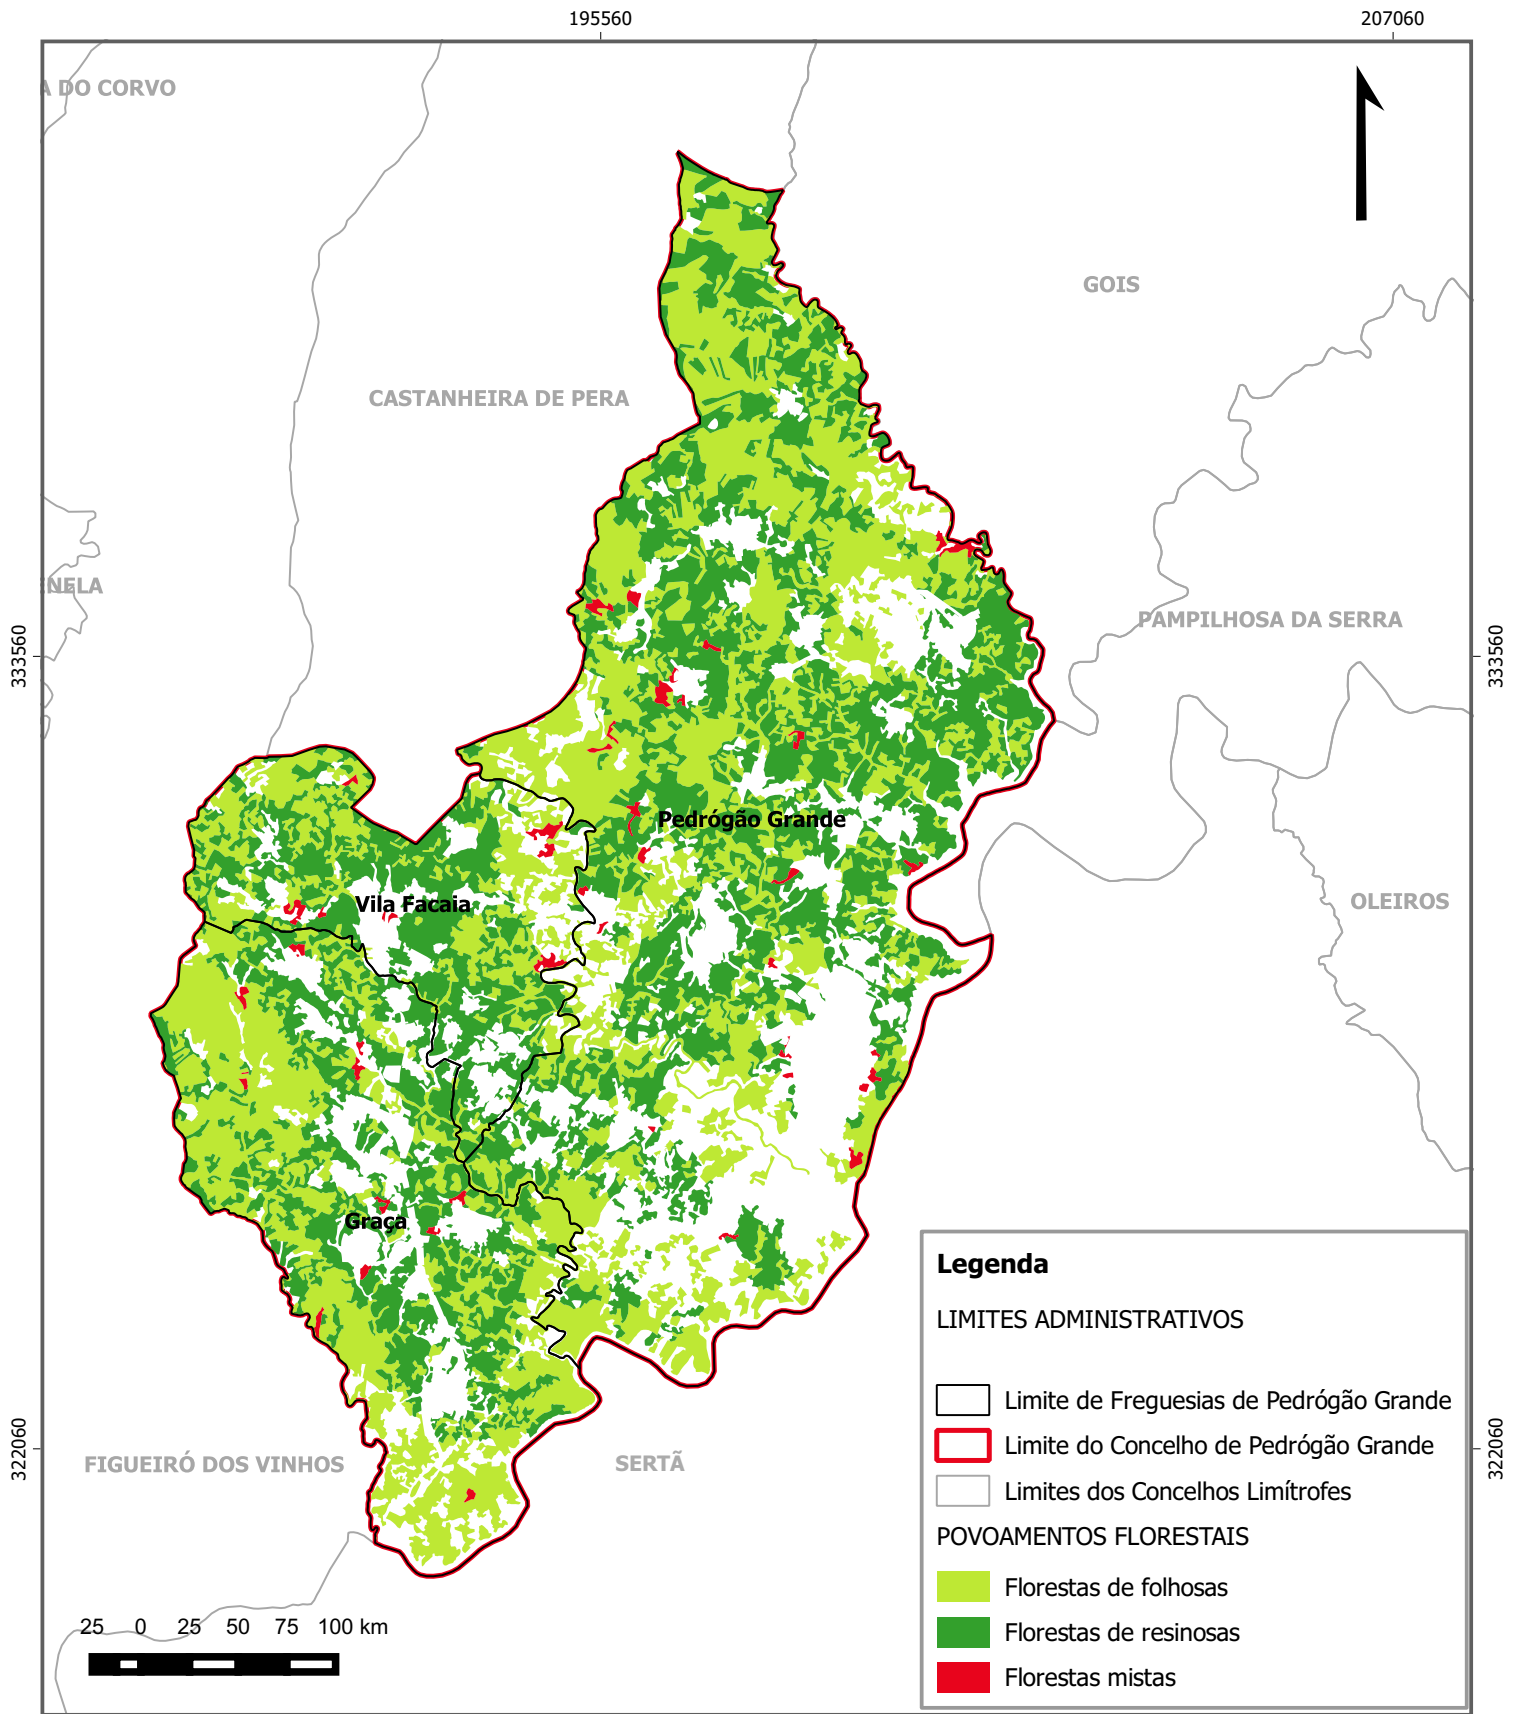 195560
207060
A DO CORVO
GOIS
CASTANHEIRA DE PERA
NELA
PAMPILHOSA DA SERRA
333560
333560
Pedrógão Grande
Vila Facaia
OLEIROS
Graça
322060
322060
FIGUEIRÓ DOS VINHOS
SERTÃ
Legenda
LIMITES ADMINISTRATIVOS
Limite de Freguesias de Pedrógão Grande
Limite do Concelho de Pedrógão Grande
Limites dos Concelhos Limítrofes
POVOAMENTOS FLORESTAIS
Florestas de folhosas
Florestas de resinosas
Florestas mistas
25 0 25 50 75 100 km